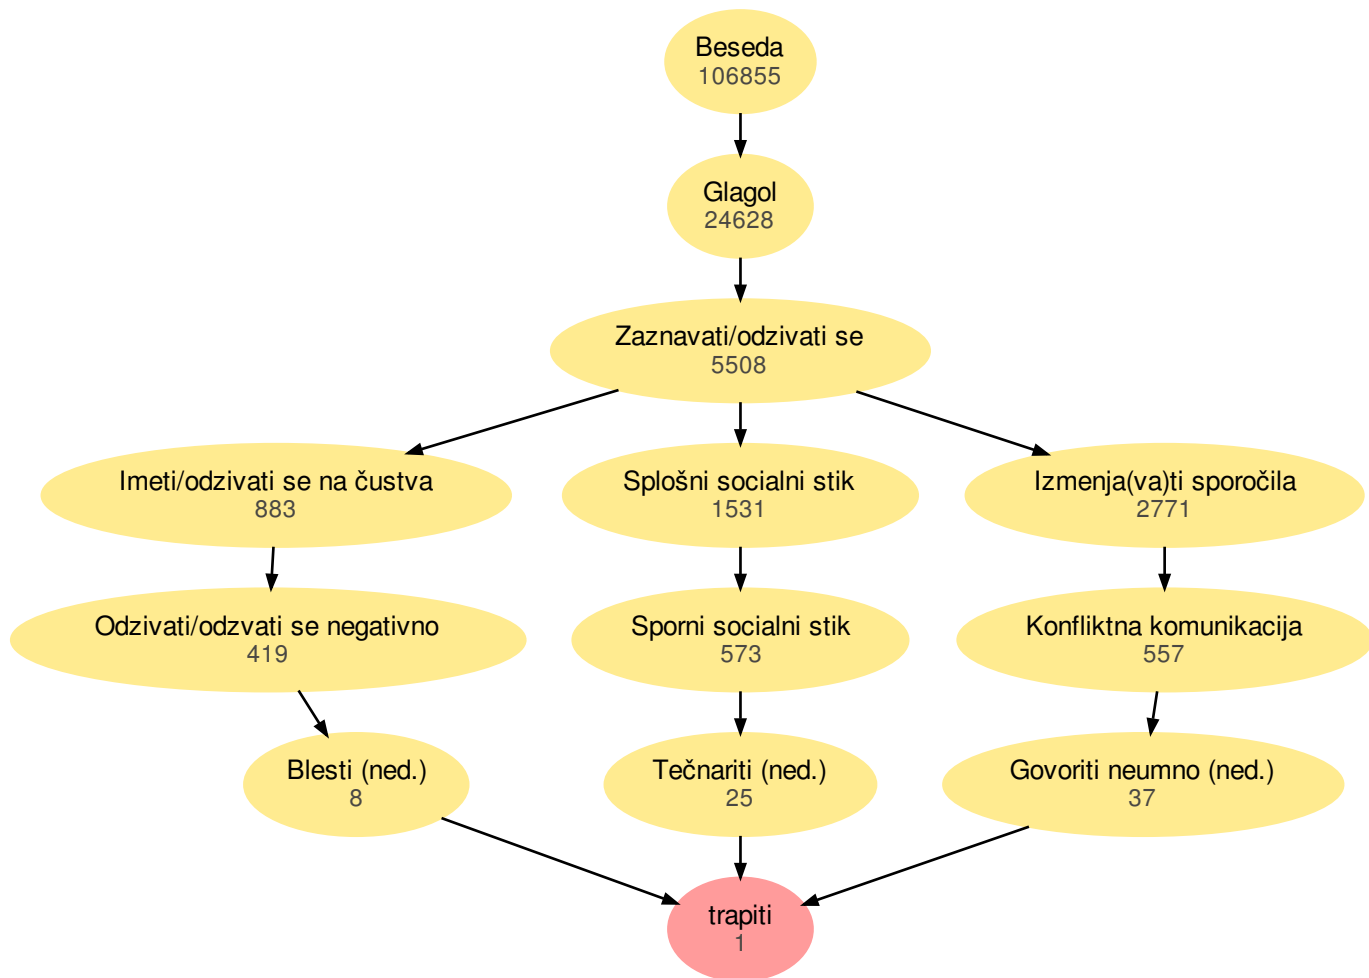 Beseda
106855
Glagol
24628
Zaznavati/odzivati se
5508
Imeti/odzivati se na čustva
883
Splošni socialni stik
1531
Izmenja(va)ti sporočila
2771
Odzivati/odzvati se negativno
419
Sporni socialni stik
573
Konfliktna komunikacija
557
Blesti (ned.)
8
Tečnariti (ned.)
25
Govoriti neumno (ned.)
37
trapiti
1